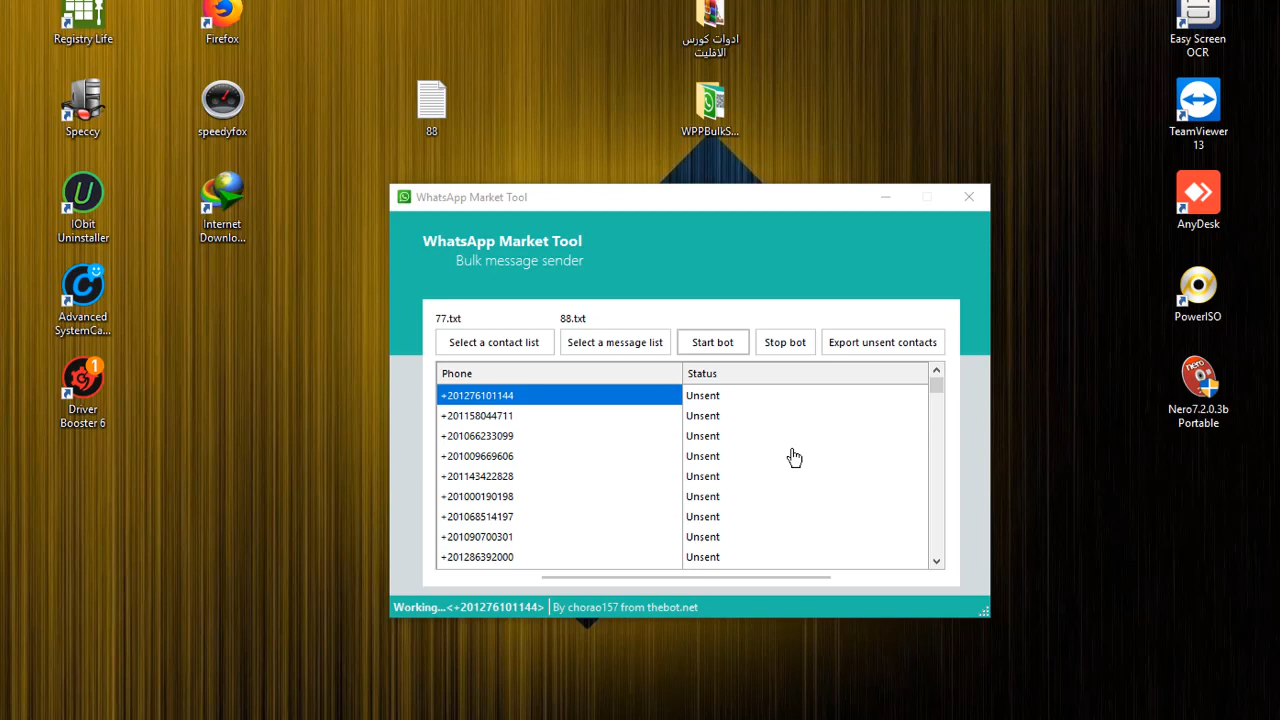 Registry Life
Firefox
ادوات كورس
الافليت
Easy Screen
OCR
Speccy
speedyfox
88
WPPBulkS...
TeamViewer
13
IObit
Uninstaller
Internet
Downlo...
AnyDesk
Advanced
SystemCa...
PowerISO
Driver
Booster 6
Nero7.2.0.3b
Portable
WhatsApp Market Tool
WhatsApp Market Tool
Bulk message sender
77.txt
88.txt
Select a contact list
Select a message list
Start bot
Stop bot
Export unsent contacts
Phone Status
+201276101144 Unsent
+201158044711 Unsent
+201066233099 Unsent
+201009669606 Unsent
+201143422828 Unsent
+201000190198 Unsent
+201068514197 Unsent
+201090700301 Unsent
+201286392000 Unsent
Working...<+201276101144> By chorao157 from thebot.net